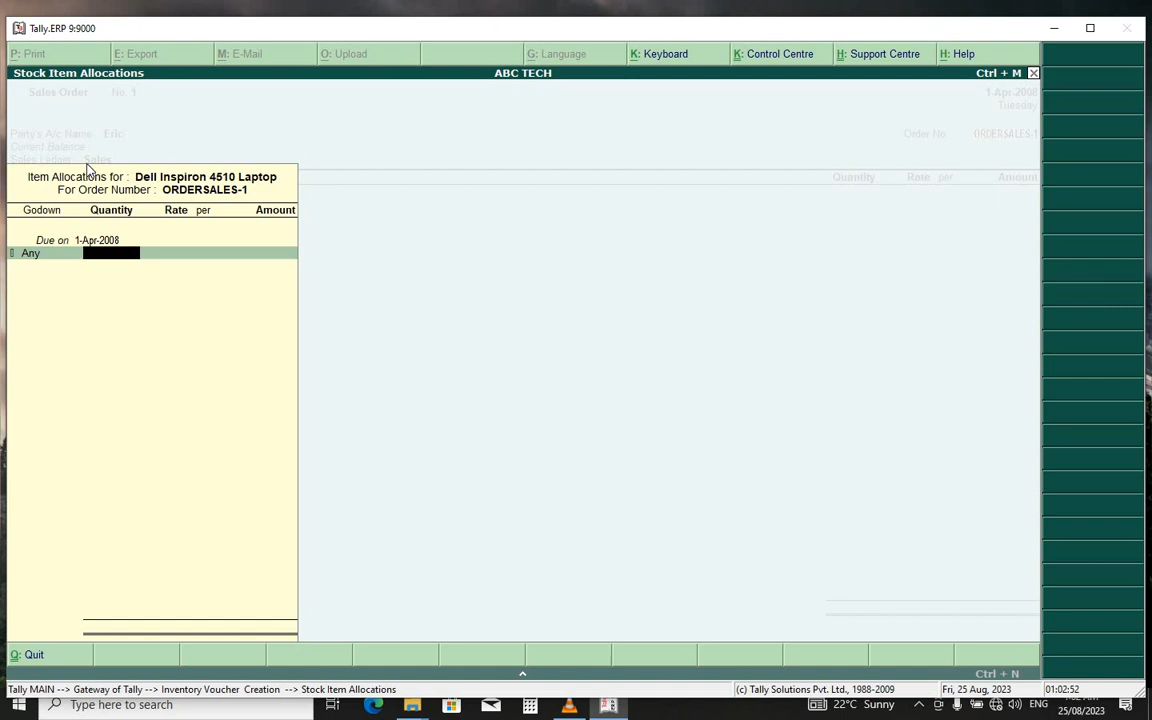 Tally.ERP 9:9000
P: Print E: Export M: E-Mail O: Upload G: Language K: Keyboard K: Control Centre H: Support Centre H: Help
Stock Item Allocations ABC TECH Ctrl + M
Sales Order No. 1 1-Apr-2008
Tuesday
Party's A/c Name Eric Order No: ORDERSALES-1
Current Balance
Sales Ledger Sales
Item Allocations for : Dell Inspiron 4510 Laptop Quantity Rate per Amount
For Order Number : ORDERSALES-1
Godown Quantity Rate per Amount
Due on 1-Apr-2008
Any
Q: Quit
Ctrl + N
Tally MAIN --> Gateway of Tally --> Inventory Voucher Creation --> Stock Item Allocations (c) Tally Solutions Pvt. Ltd., 1988-2009 Fri, 25 Aug, 2023 01:02:52
Type here to search 22°C Sunny ENG
25/08/2023